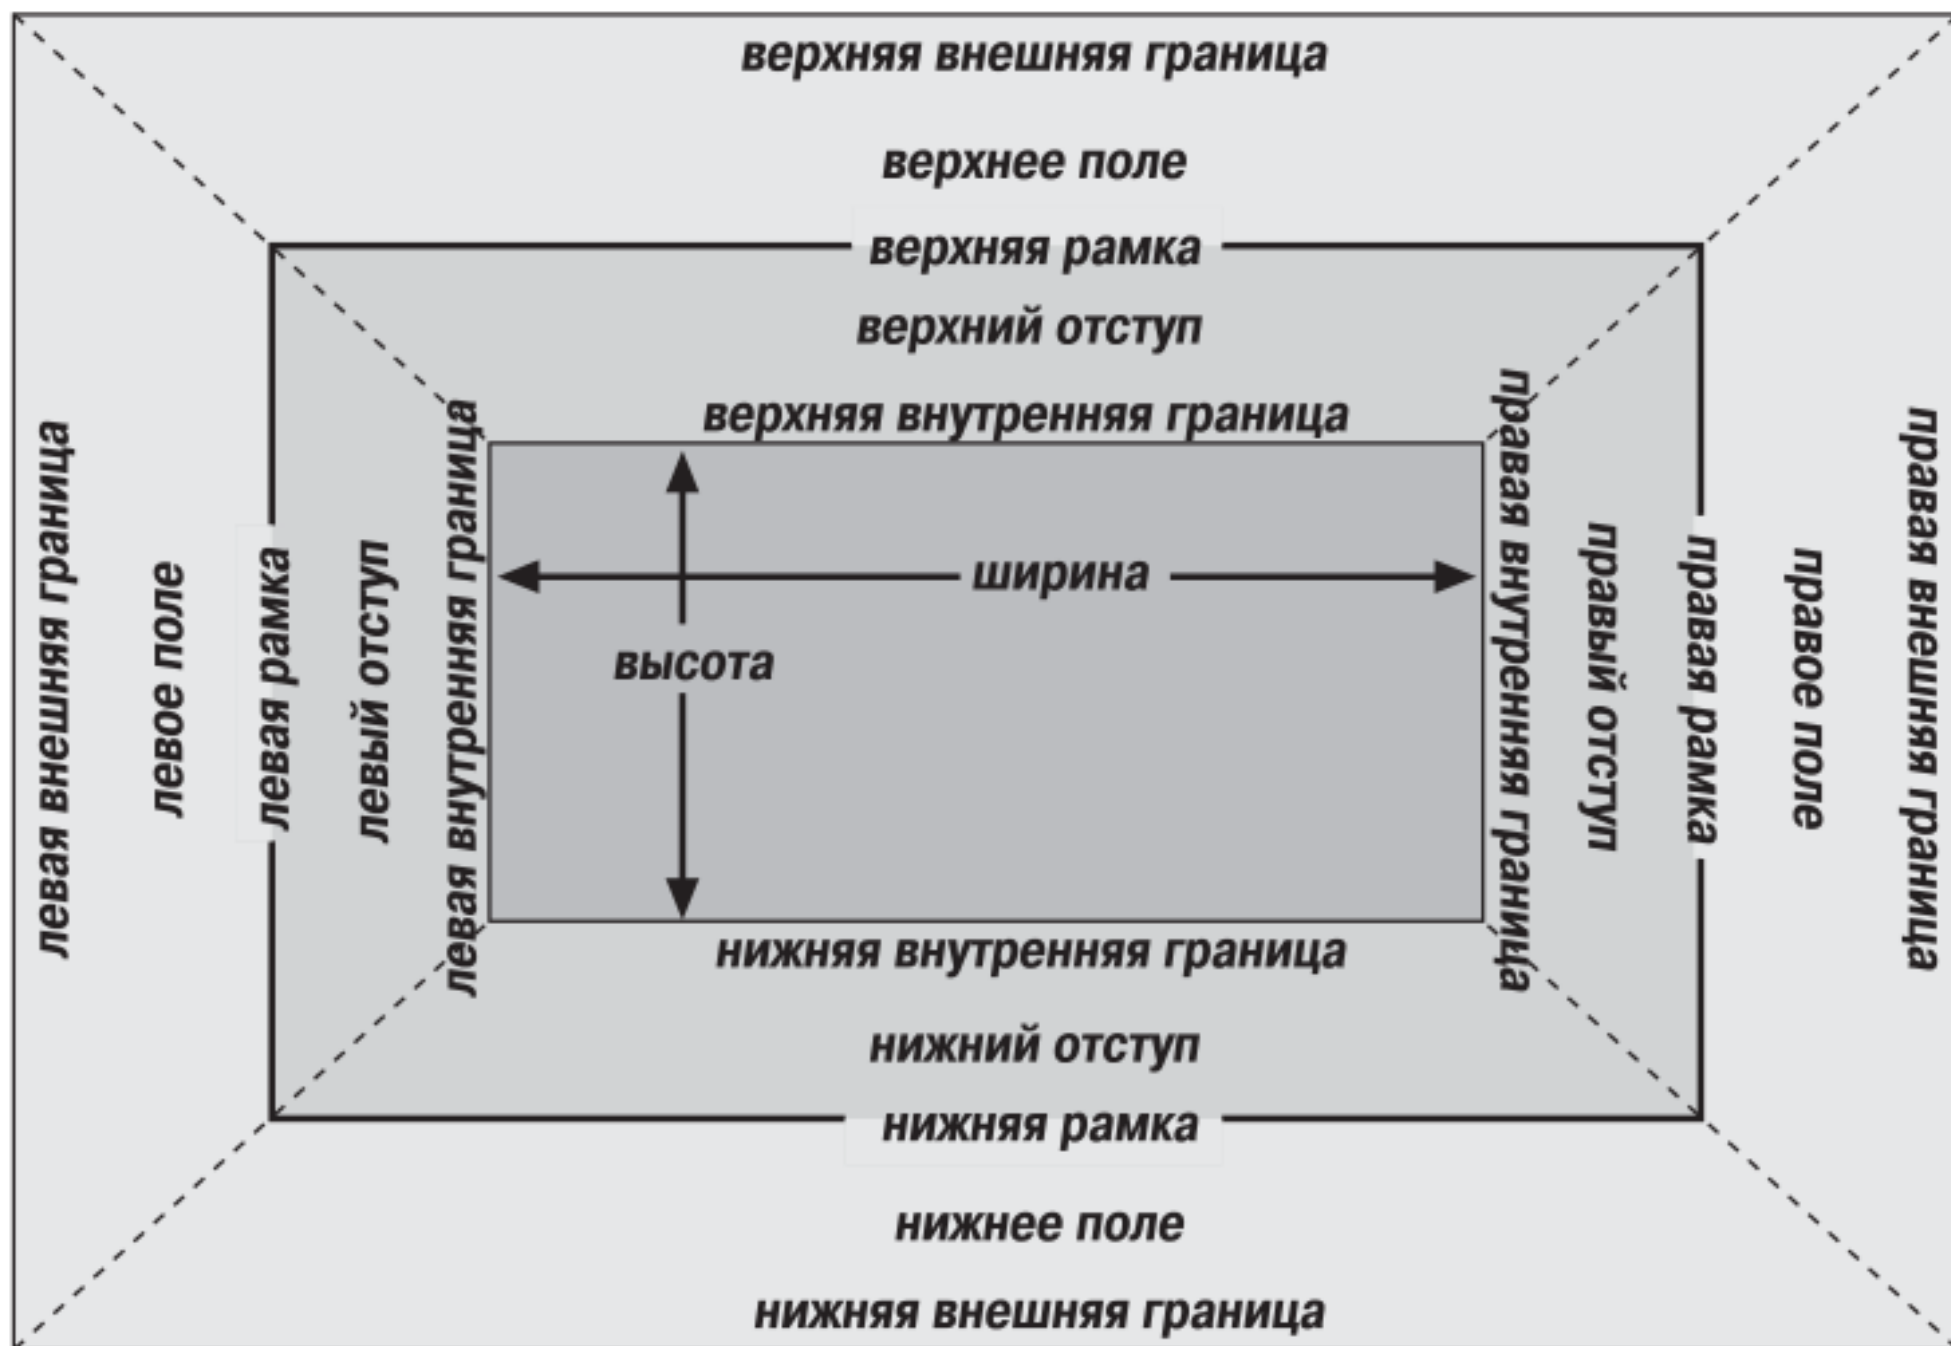 верхняя внешняя граница
верхнее поле
верхняя рамка
верхний отступ
верхняя внутренняя граница
левая внешняя граница
левое поле
левая рамка
левый отступ
левая внутренняя граница
ширина
высота
правая внутренняя граница
правый отступ
правая рамка
правое поле
правая внешняя граница
нижняя внутренняя граница
нижний отступ
нижняя рамка
нижнее поле
нижняя внешняя граница